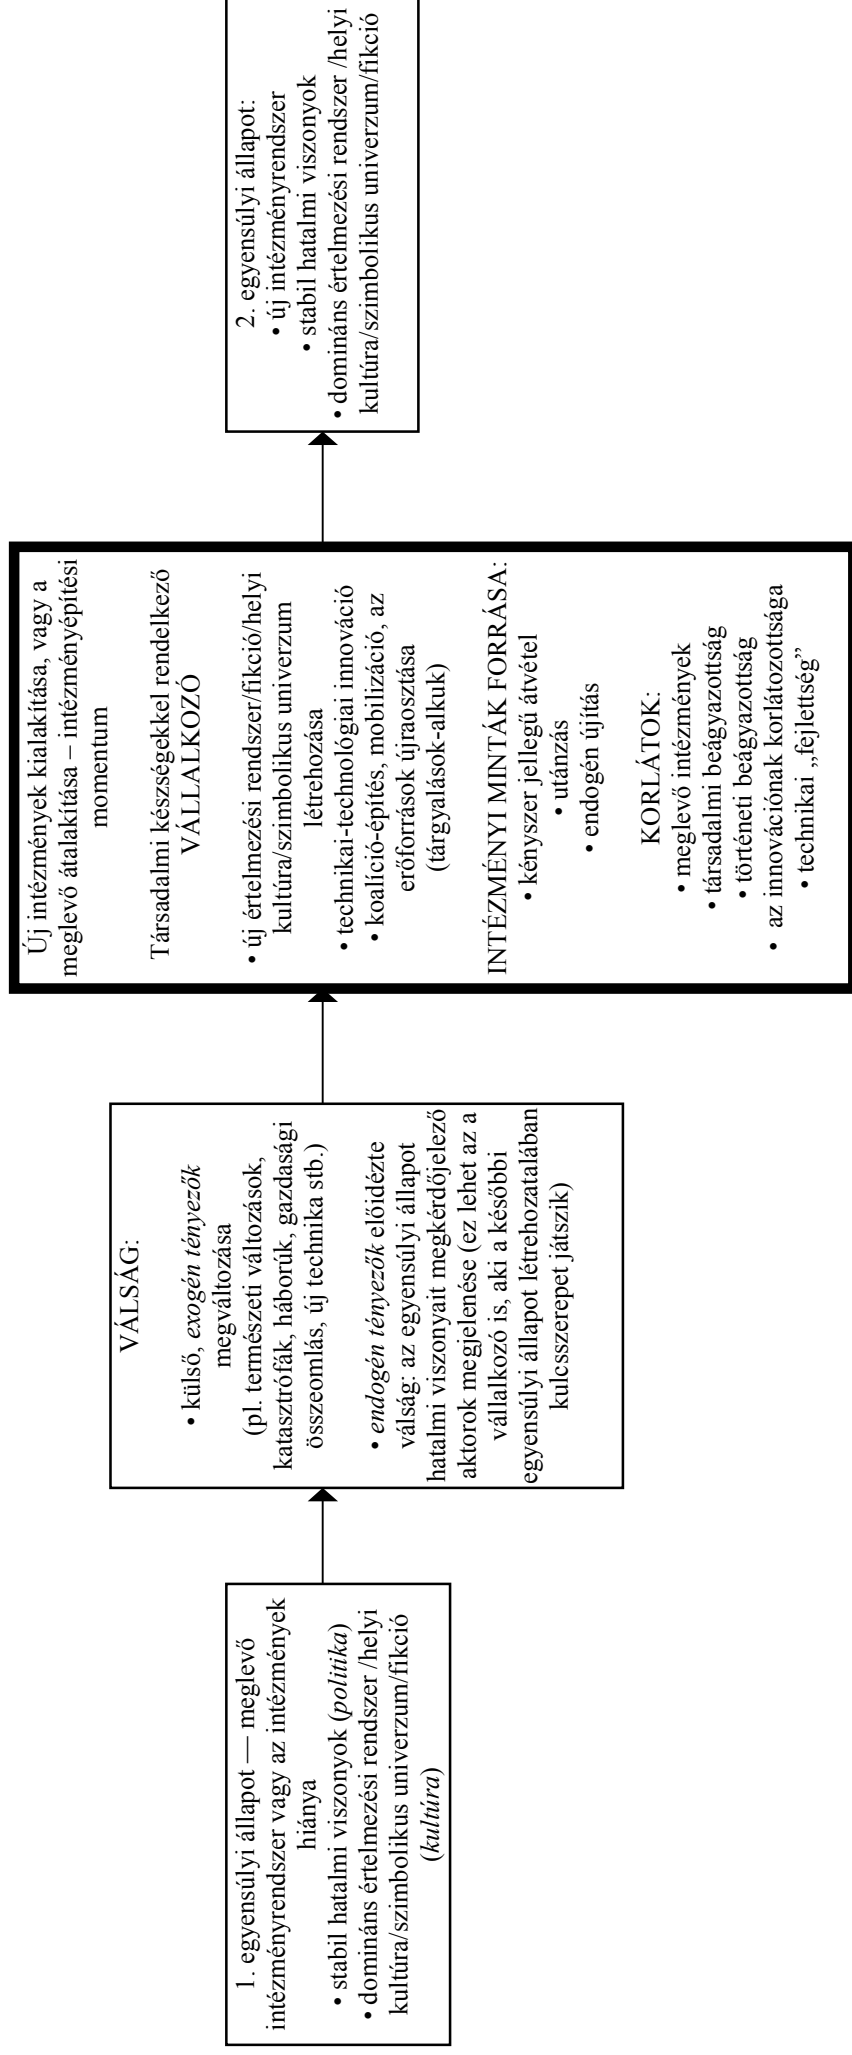 1. egyensúlyi állapot — meglevő
intézményrendszer vagy az intézmények
hiánya
• stabil hatalmi viszonyok (politika)
• domináns értelmezési rendszer /helyi
kultúra/szimbolikus univerzum/fikció
(kultúra)
VÁLSÁG:
• külső, exogén tényezők
megváltozása
(pl. természeti változások,
katasztrófák, háborúk, gazdasági
összeomlás, új technika stb.)
• endogén tényezők előidézte
válság: az egyensúlyi állapot
hatalmi viszonyait megkérdőjelező
aktorok megjelenése (ez lehet az a
vállalkozó is, aki a későbbi
egyensúlyi állapot létrehozatalában
kulcsszerepet játszik)
Új intézmények kialakítása, vagy a
meglevő átalakítása – intézményépítési
momentum
Társadalmi készségekkel rendelkező
VÁLLALKOZÓ
• új értelmezési rendszer/fikció/helyi
kultúra/szimbolikus univerzum
létrehozása
• technikai-technológiai innováció
• koalíció-építés, mobilizáció, az
erőforrások újraosztása
(tárgyalások-alkuk)
INTÉZMÉNYI MINTÁK FORRÁSA:
• kényszer jellegű átvétel
• utánzás
• endogén újítás
KORLÁTOK:
• meglevő intézmények
• társadalmi beágyazottság
• történeti beágyazottság
• az innovációnak korlátozottsága
• technikai „fejlettség”
2. egyensúlyi állapot:
• új intézményrendszer
• stabil hatalmi viszonyok
• domináns értelmezési rendszer /helyi
kultúra/szimbolikus univerzum/fikció